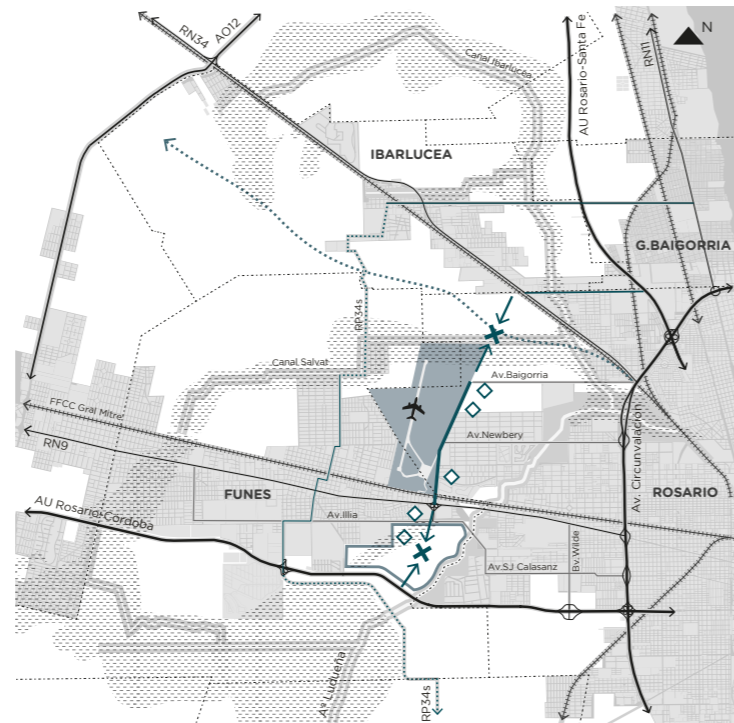 RN34
AO12
AU Rosario-Santa Fe
RN11
N
Canal Ibarlucea
IBARLUCEA
G.BAIGORRIA
RP34s
Canal Salvat
Av.Baigorria
FFCC Gral Mitre
RN9
Av.Newbery
Av. Circunvalación
FUNES
ROSARIO
Av.Illia
AU Rosario-Córdoba
Av.SJ Calasanz
Bv.Wilde
Aº Ludueña
RP34s